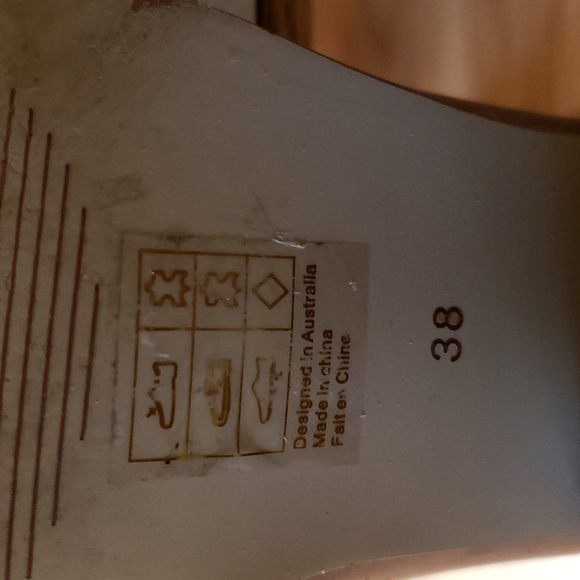 Designed in Australia
Made in china
Fait en Chine
38